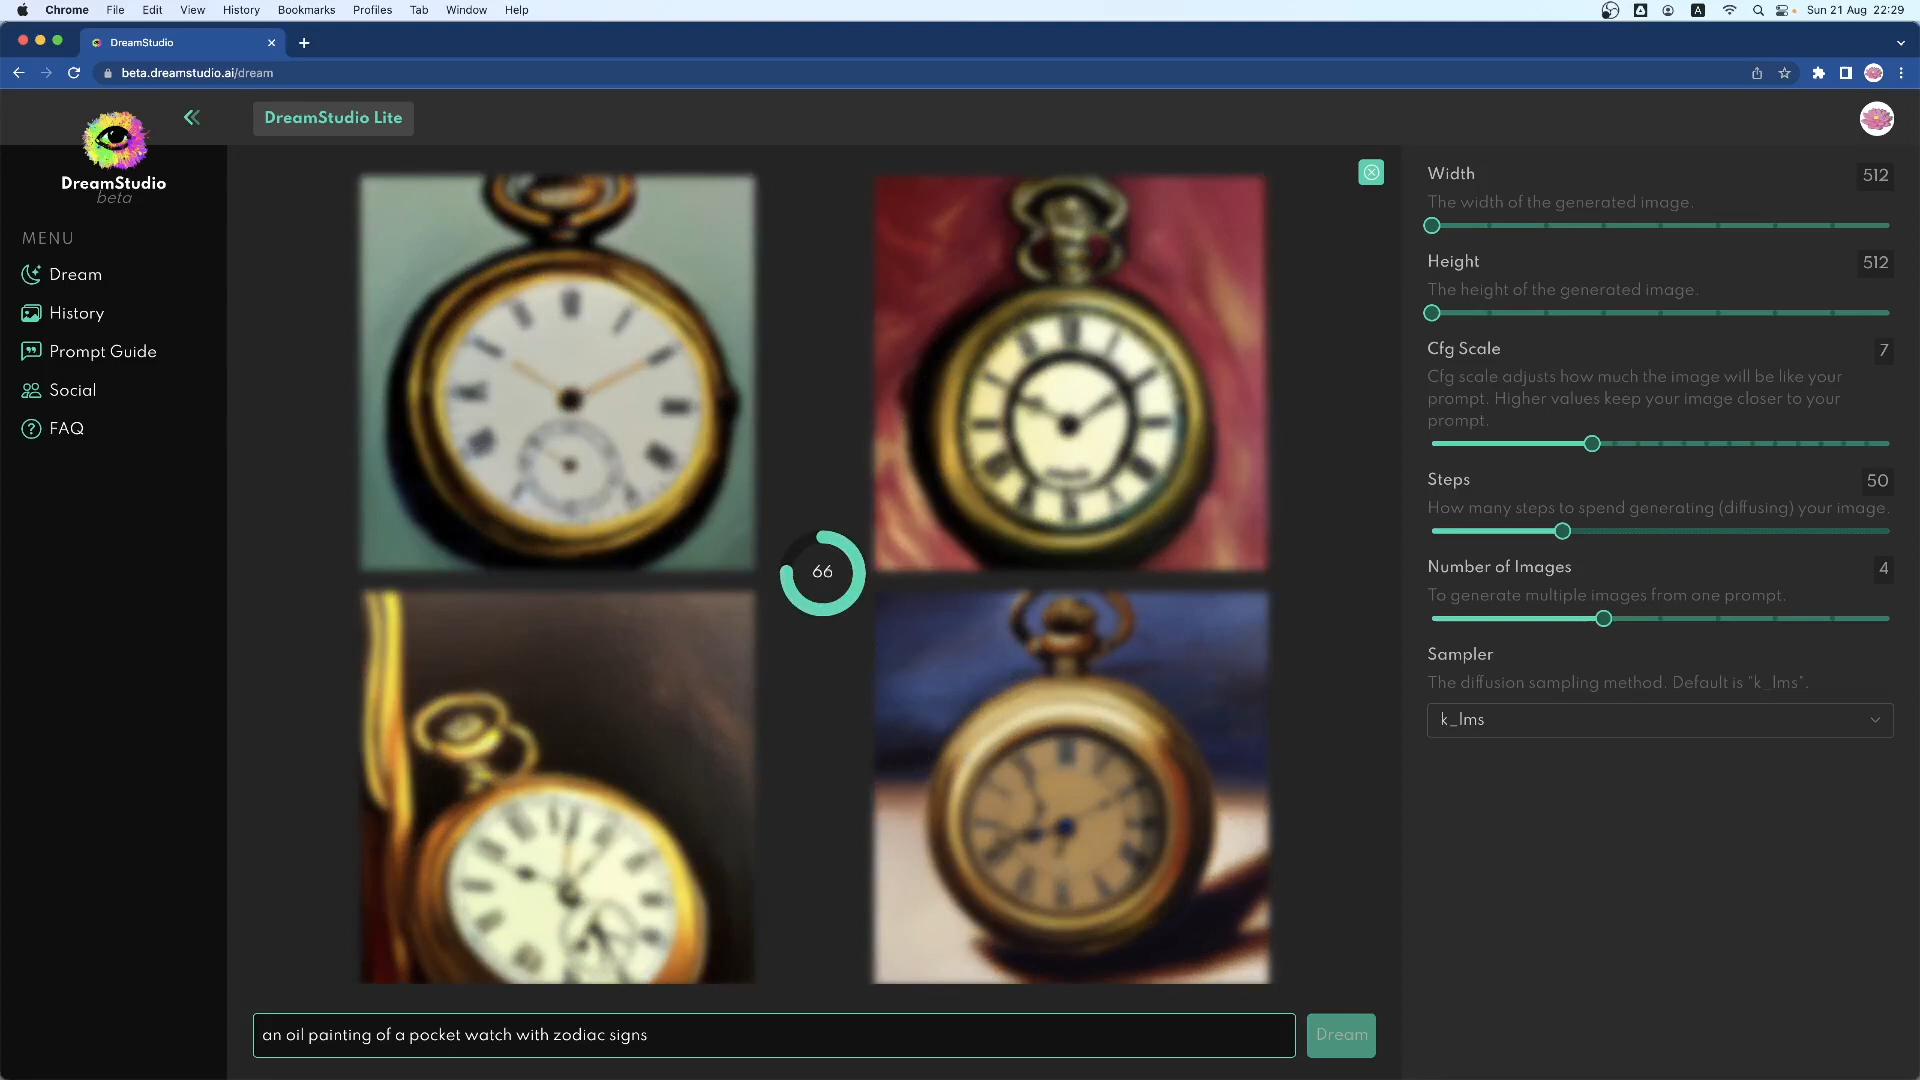 Chrome File Edit View History Bookmarks Profiles Tab Window Help
A Sun 21 Aug 22:29
DreamStudio
beta.dreamstudio.ai/dream
DreamStudio Lite
DreamStudio
beta
MENU
Dream
History
Prompt Guide
Social
FAQ
66
an oil painting of a pocket watch with zodiac signs
Dream
Width 512
The width of the generated image.
Height 512
The height of the generated image.
Cfg Scale 7
Cfg scale adjusts how much the image will be like your
prompt. Higher values keep your image closer to your
prompt.
Steps 50
How many steps to spend generating (diffusing) your image.
Number of Images 4
To generate multiple images from one prompt.
Sampler
The diffusion sampling method. Default is "k_lms".
k_lms